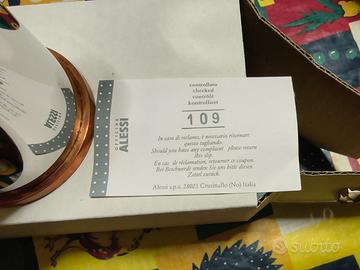 OFFICINA
ALESSI
controllato
checked
contrôlé
kontrolliert
109
In caso di reclamo, è necessario ritornare
questo tagliando.
Should you have any complaint please return
this slip.
En cas de réclamation, retourner ce coupon.
Bei Beschwerde senden Sie uns bitte diesen
Zettel zurück.
Alessi s.p.a. 28023 Crusinallo (No) Italia
ALESSI
subito